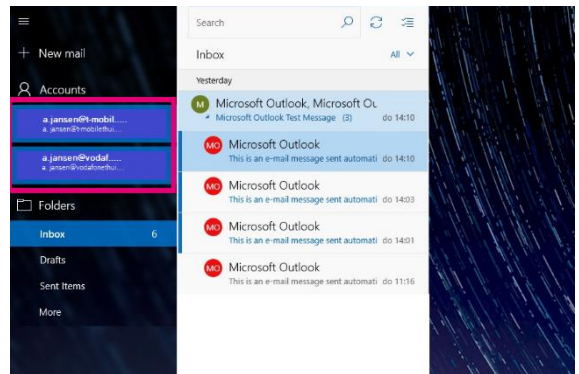 New mail
Accounts
a.jansen@t-mobil.....
a. jansen@t-mobilethui...
a.jansen@vodaf.....
a. jansen@vodafonethui...
Folders
Inbox 6
Drafts
Sent Items
More
Search
Inbox All
Yesterday
M Microsoft Outlook, Microsoft Ou
Microsoft Outlook Test Message (3) do 14:10
MO Microsoft Outlook
This is an e-mail message sent automati do 14:10
MO Microsoft Outlook
This is an e-mail message sent automati do 14:03
MO Microsoft Outlook
This is an e-mail message sent automati do 14:01
MO Microsoft Outlook
This is an e-mail message sent automati do 11:16